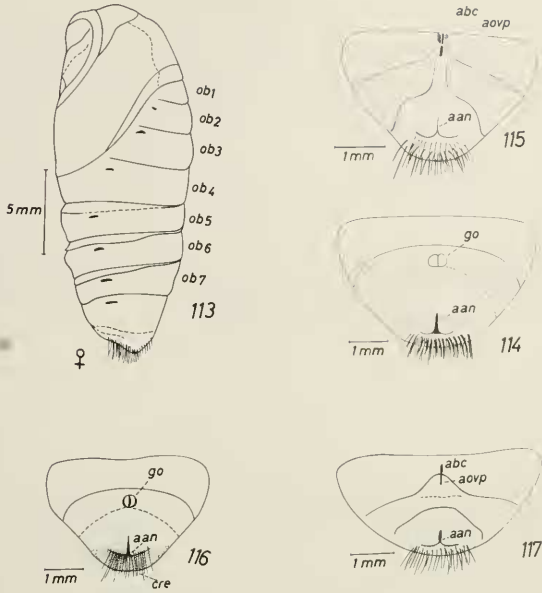 ob1
ob2
ob3
ob4
5mm
ob5
ob6
ob7
113
♀
abc
aovp
aan
1mm
115
go
aan
1mm
114
go
aan
1mm
cre
116
abc
aovp
aan
1mm
117